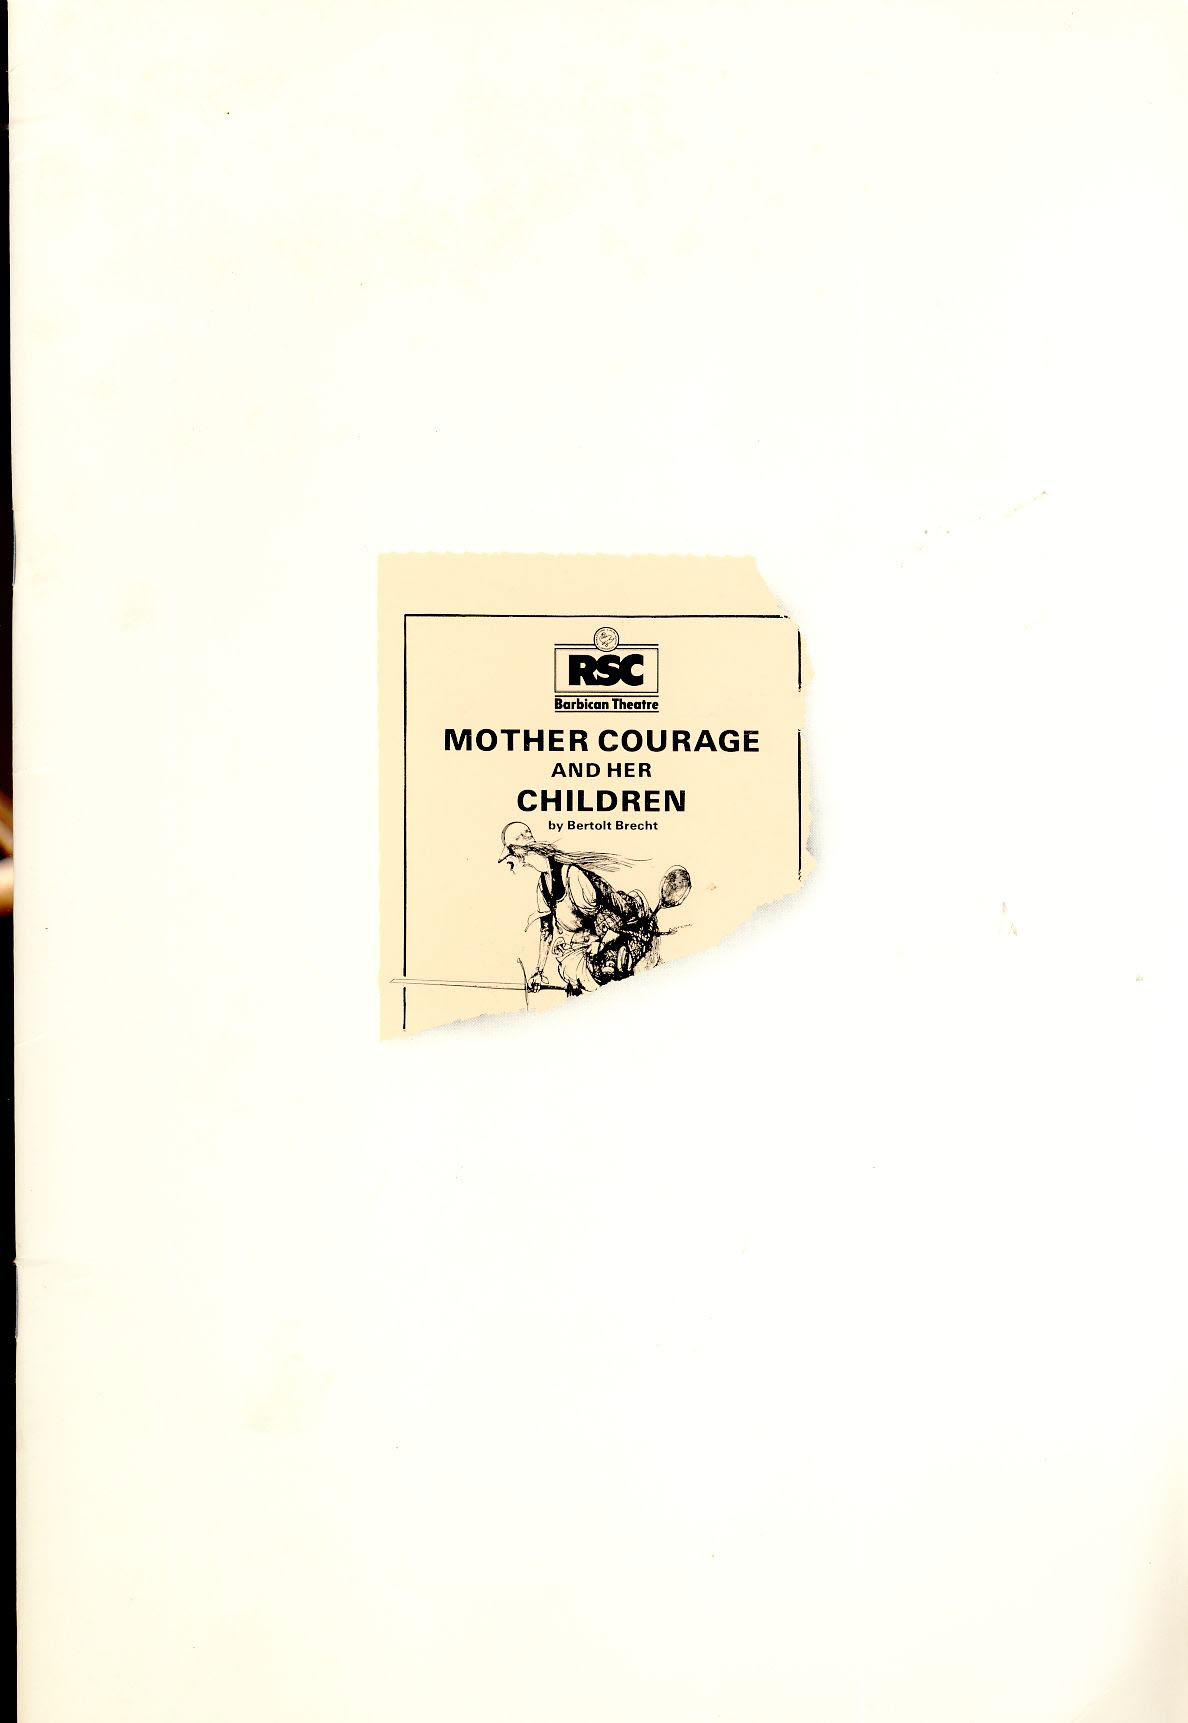 RSC
Barbican Theatre
MOTHER COURAGE
AND HER
CHILDREN
by Bertolt Brecht